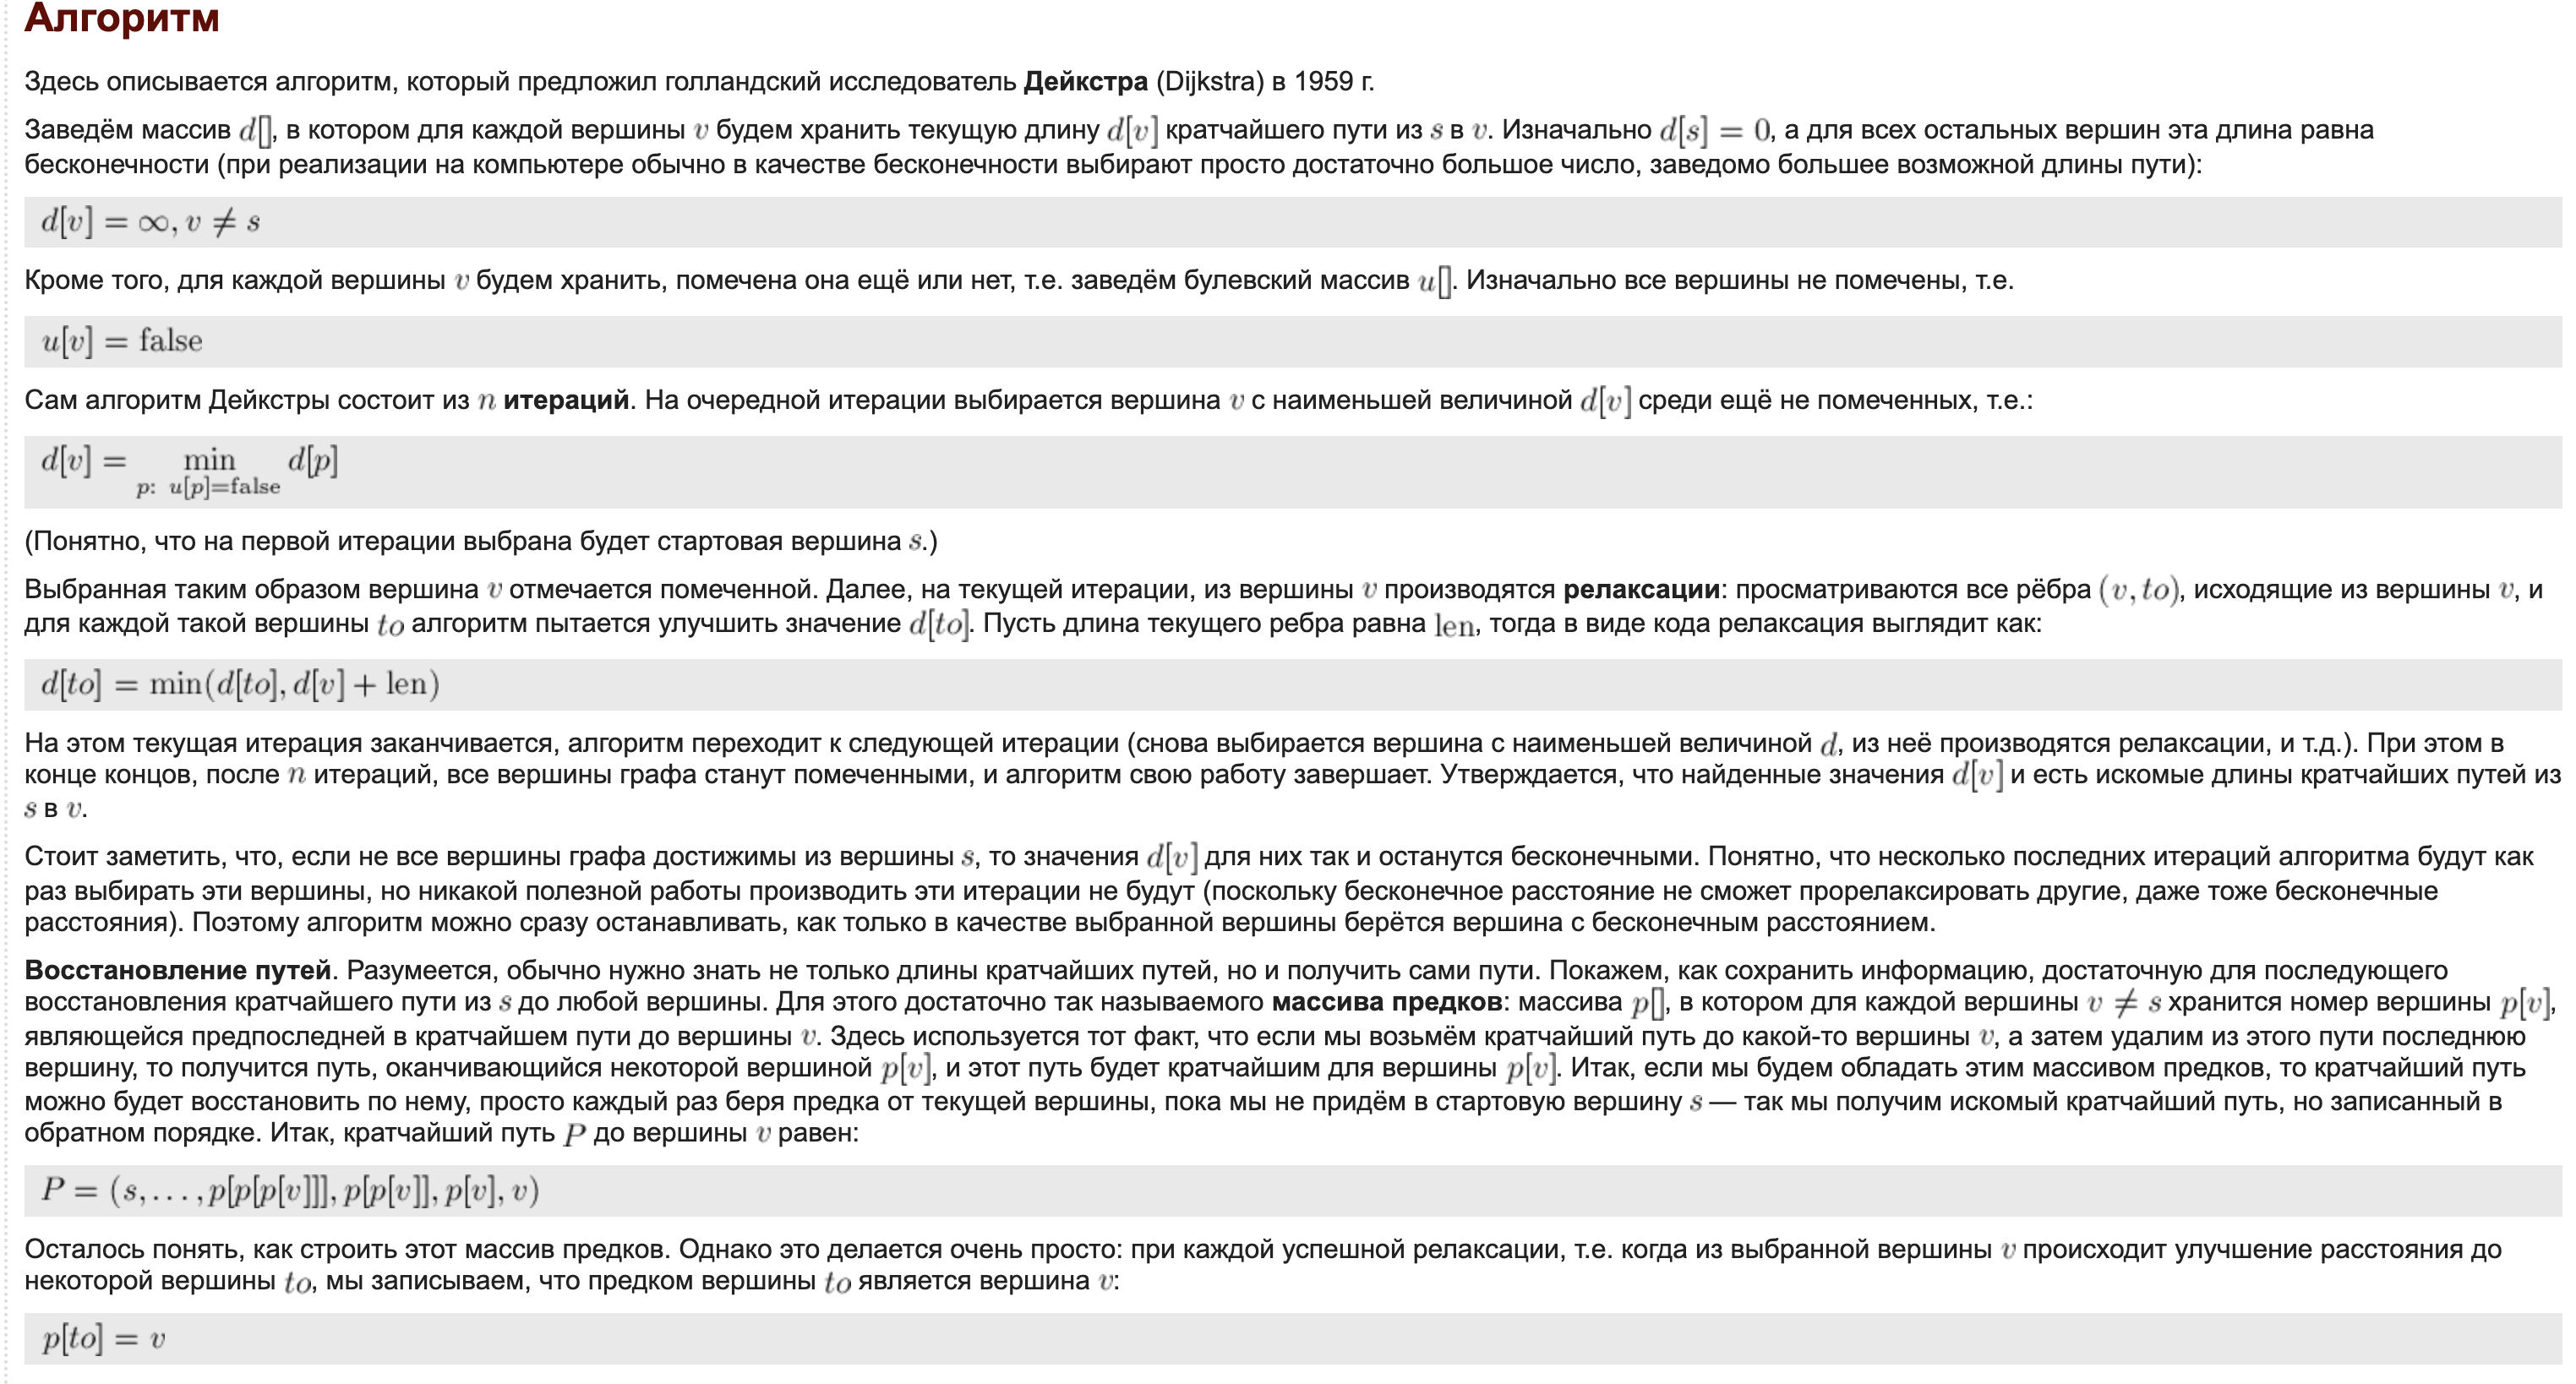 Алгоритм
Здесь описывается алгоритм, который предложил голландский исследователь Дейкстра (Dijkstra) в 1959 г.
Заведём массив d[], в котором для каждой вершины v будем хранить текущую длину d[v] кратчайшего пути из s в v. Изначально d[s] = 0, а для всех остальных вершин эта длина равна
бесконечности (при реализации на компьютере обычно в качестве бесконечности выбирают просто достаточно большое число, заведомо большее возможной длины пути):
d[v] = ∞, v ≠ s
Кроме того, для каждой вершины v будем хранить, помечена она ещё или нет, т.е. заведём булевский массив u[]. Изначально все вершины не помечены, т.е.
u[v] = false
Сам алгоритм Дейкстры состоит из n итераций. На очередной итерации выбирается вершина v с наименьшей величиной d[v] среди ещё не помеченных, т.е.:
d[v] = min d[p]
p: u[p]=false
(Понятно, что на первой итерации выбрана будет стартовая вершина s.)
Выбранная таким образом вершина v отмечается помеченной. Далее, на текущей итерации, из вершины v производятся релаксации: просматриваются все рёбра (v, to), исходящие из вершины v, и
для каждой такой вершины to алгоритм пытается улучшить значение d[to]. Пусть длина текущего ребра равна len, тогда в виде кода релаксация выглядит как:
d[to] = min(d[to], d[v] + len)
На этом текущая итерация заканчивается, алгоритм переходит к следующей итерации (снова выбирается вершина с наименьшей величиной d, из неё производятся релаксации, и т.д.). При этом в
конце концов, после n итераций, все вершины графа станут помеченными, и алгоритм свою работу завершает. Утверждается, что найденные значения d[v] и есть искомые длины кратчайших путей из
s в v.
Стоит заметить, что, если не все вершины графа достижимы из вершины s, то значения d[v] для них так и останутся бесконечными. Понятно, что несколько последних итераций алгоритма будут как
раз выбирать эти вершины, но никакой полезной работы производить эти итерации не будут (поскольку бесконечное расстояние не сможет прорелаксировать другие, даже тоже бесконечные
расстояния). Поэтому алгоритм можно сразу останавливать, как только в качестве выбранной вершины берётся вершина с бесконечным расстоянием.
Восстановление путей. Разумеется, обычно нужно знать не только длины кратчайших путей, но и получить сами пути. Покажем, как сохранить информацию, достаточную для последующего
восстановления кратчайшего пути из s до любой вершины. Для этого достаточно так называемого массива предков: массива p[], в котором для каждой вершины v ≠ s хранится номер вершины p[v],
являющейся предпоследней в кратчайшем пути до вершины v. Здесь используется тот факт, что если мы возьмём кратчайший путь до какой-то вершины v, а затем удалим из этого пути последнюю
вершину, то получится путь, оканчивающийся некоторой вершиной p[v], и этот путь будет кратчайшим для вершины p[v]. Итак, если мы будем обладать этим массивом предков, то кратчайший путь
можно будет восстановить по нему, просто каждый раз беря предка от текущей вершины, пока мы не придём в стартовую вершину s — так мы получим искомый кратчайший путь, но записанный в
обратном порядке. Итак, кратчайший путь P до вершины v равен:
P = (s, . . . , p[p[p[v]]], p[p[v]], p[v], v)
Осталось понять, как строить этот массив предков. Однако это делается очень просто: при каждой успешной релаксации, т.е. когда из выбранной вершины v происходит улучшение расстояния до
некоторой вершины to, мы записываем, что предком вершины to является вершина v:
p[to] = v